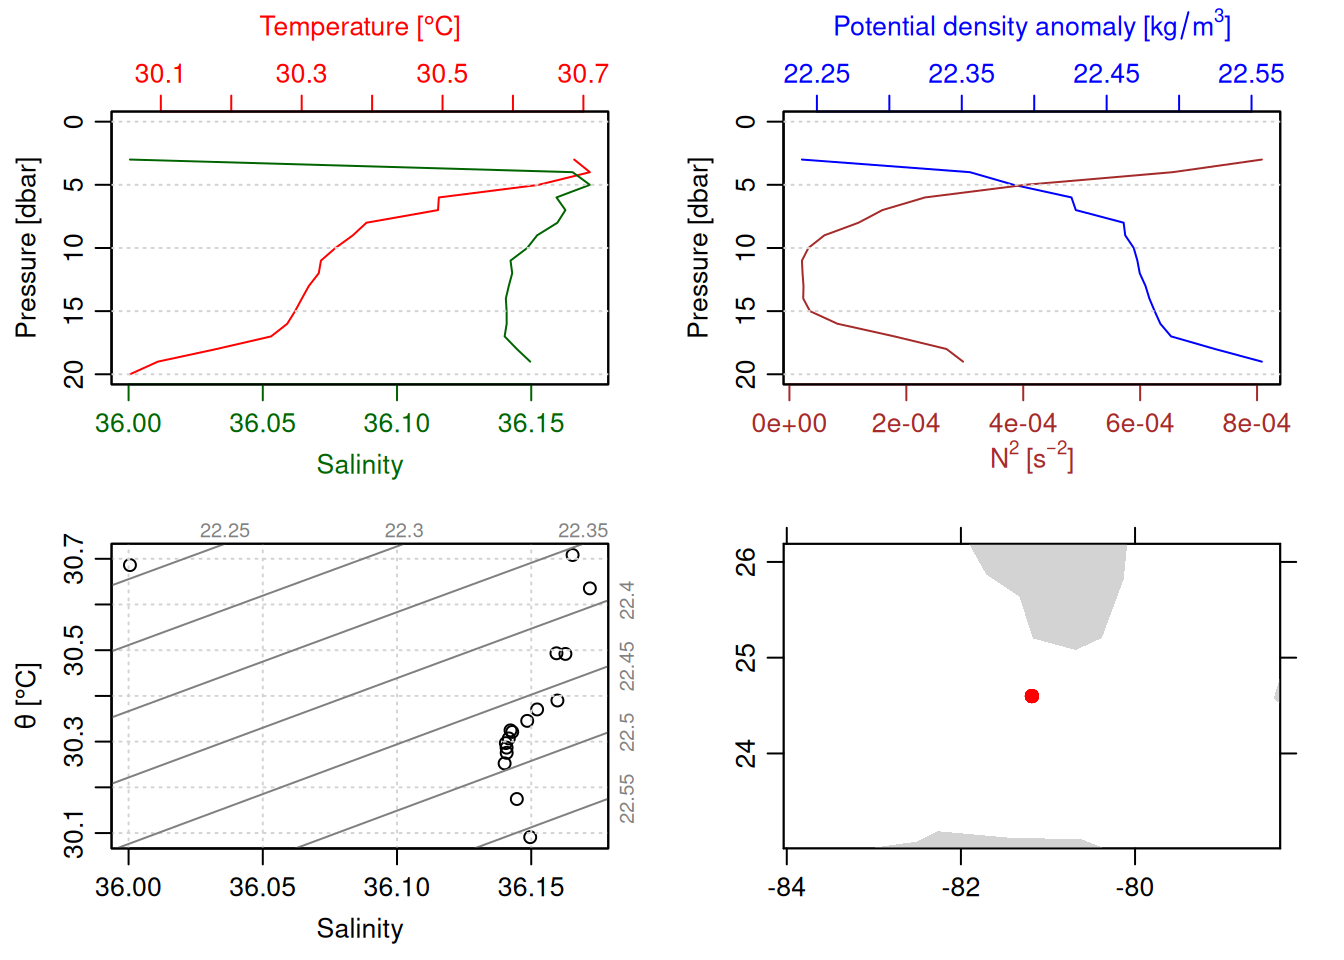 Temperature [°C]
30.1 30.3 30.5 30.7
Pressure [dbar]
0 5 10 15 20
36.00 36.05 36.10 36.15
Salinity
Potential density anomaly [kg/m³]
22.25 22.35 22.45 22.55
Pressure [dbar]
0 5 10 15 20
0e+00 2e-04 4e-04 6e-04 8e-04
N² [s⁻²]
22.25 22.3 22.35
22.4 22.45 22.5 22.55
θ [°C]
30.7 30.5 30.3 30.1
36.00 36.05 36.10 36.15
Salinity
26 25 24
-84 -82 -80